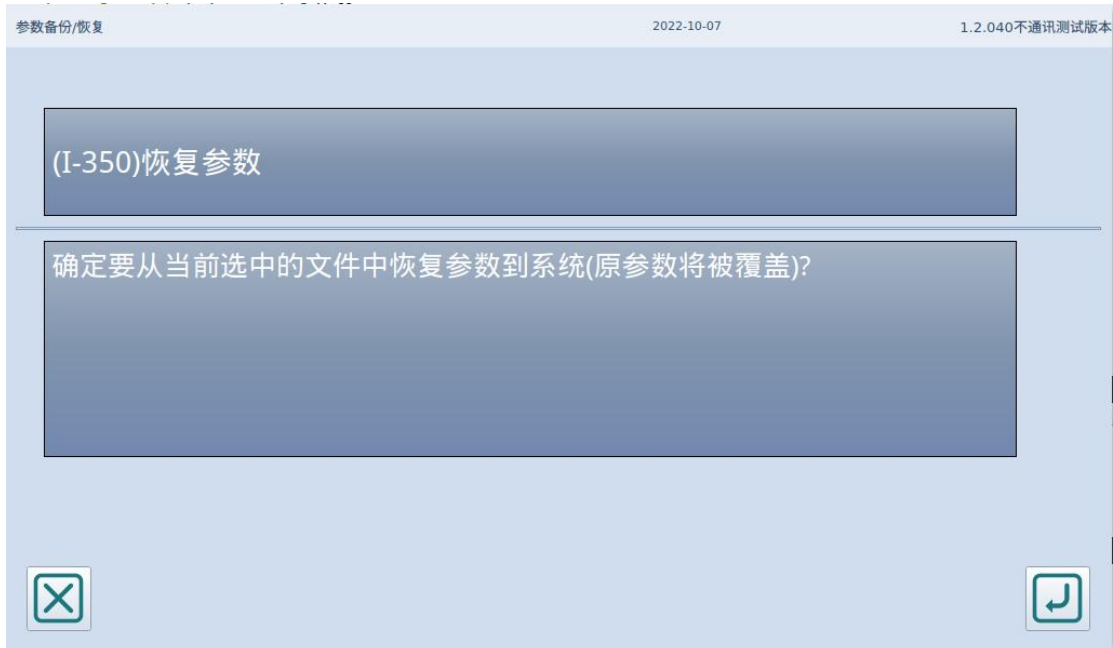 参数备份/恢复 2022-10-07 1.2.040不通讯测试版本
(I-350)恢复参数
确定要从当前选中的文件中恢复参数到系统(原参数将被覆盖)?